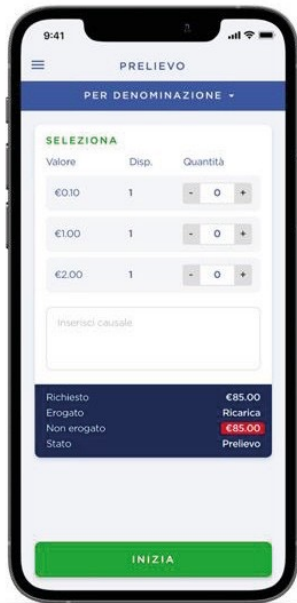 9:41
PRELIEVO
PER DENOMINAZIONE
SELEZIONA
Valore Disp. Quantità
€0.10 1 - 0 +
€1.00 1 - 0 +
€2.00 1 - 0 +
Inserisci causale
Richiesto €85.00
Erogato Ricarica
Non erogato €85.00
Stato Prelievo
INIZIA